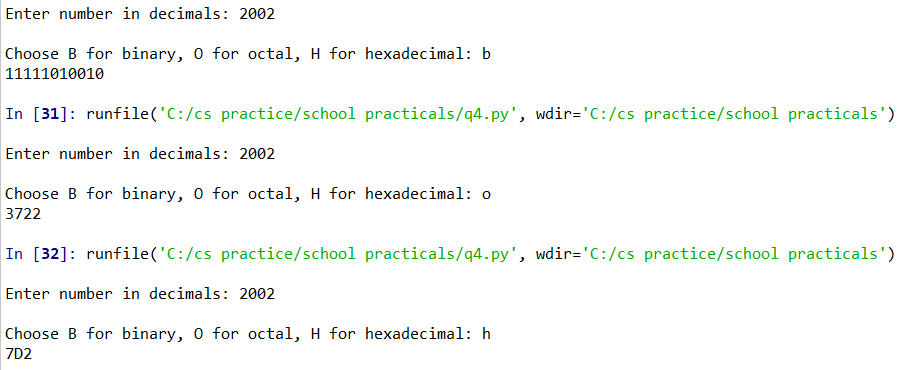 Enter number in decimals: 2002
Choose B for binary, O for octal, H for hexadecimal: b
11111010010
In [31]: runfile('C:/cs practice/school practicals/q4.py', wdir='C:/cs practice/school practicals')
Enter number in decimals: 2002
Choose B for binary, O for octal, H for hexadecimal: o
3722
In [32]: runfile('C:/cs practice/school practicals/q4.py', wdir='C:/cs practice/school practicals')
Enter number in decimals: 2002
Choose B for binary, O for octal, H for hexadecimal: h
7D2